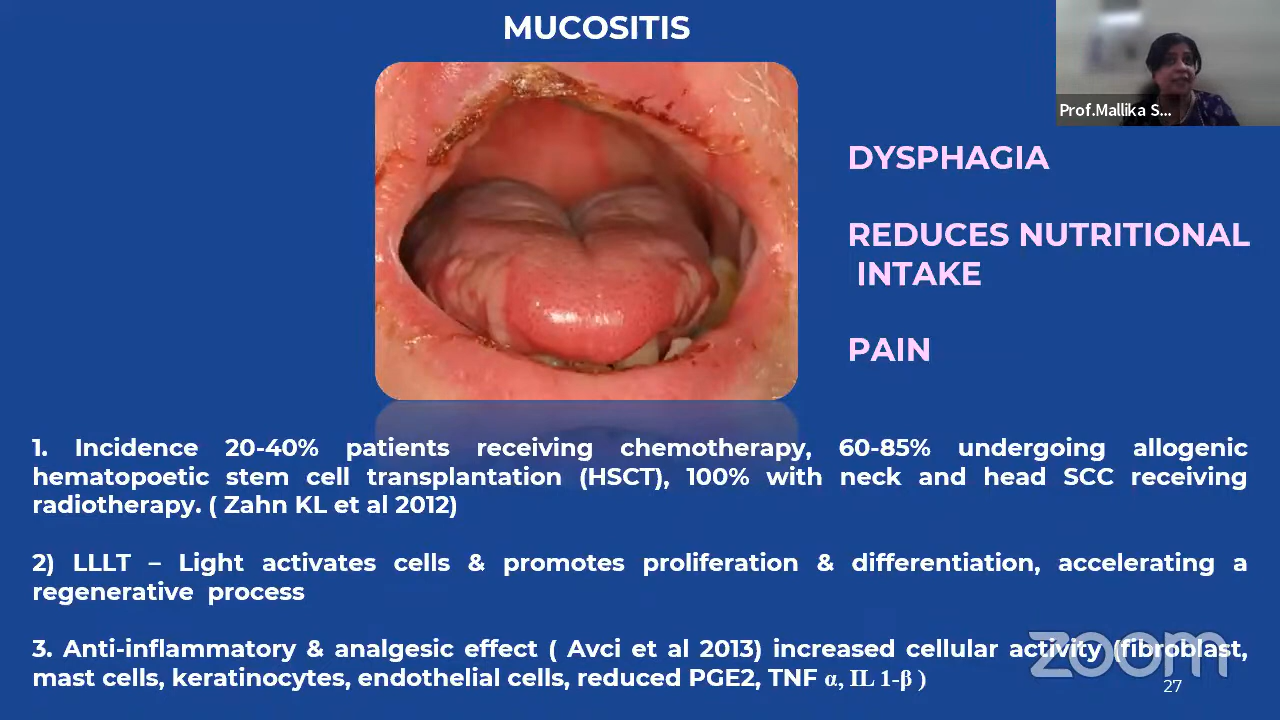 MUCOSITIS
Prof.Mallika S...
DYSPHAGIA
REDUCES NUTRITIONAL
INTAKE
PAIN
1. Incidence 20-40% patients receiving chemotherapy, 60-85% undergoing allogenic
hematopoetic stem cell transplantation (HSCT), 100% with neck and head SCC receiving
radiotherapy. ( Zahn KL et al 2012)
2) LLLT – Light activates cells & promotes proliferation & differentiation, accelerating a
regenerative process
3. Anti-inflammatory & analgesic effect ( Avci et al 2013) increased cellular activity (fibroblast,
mast cells, keratinocytes, endothelial cells, reduced PGE2, TNF α, IL 1-β )
zoom
27